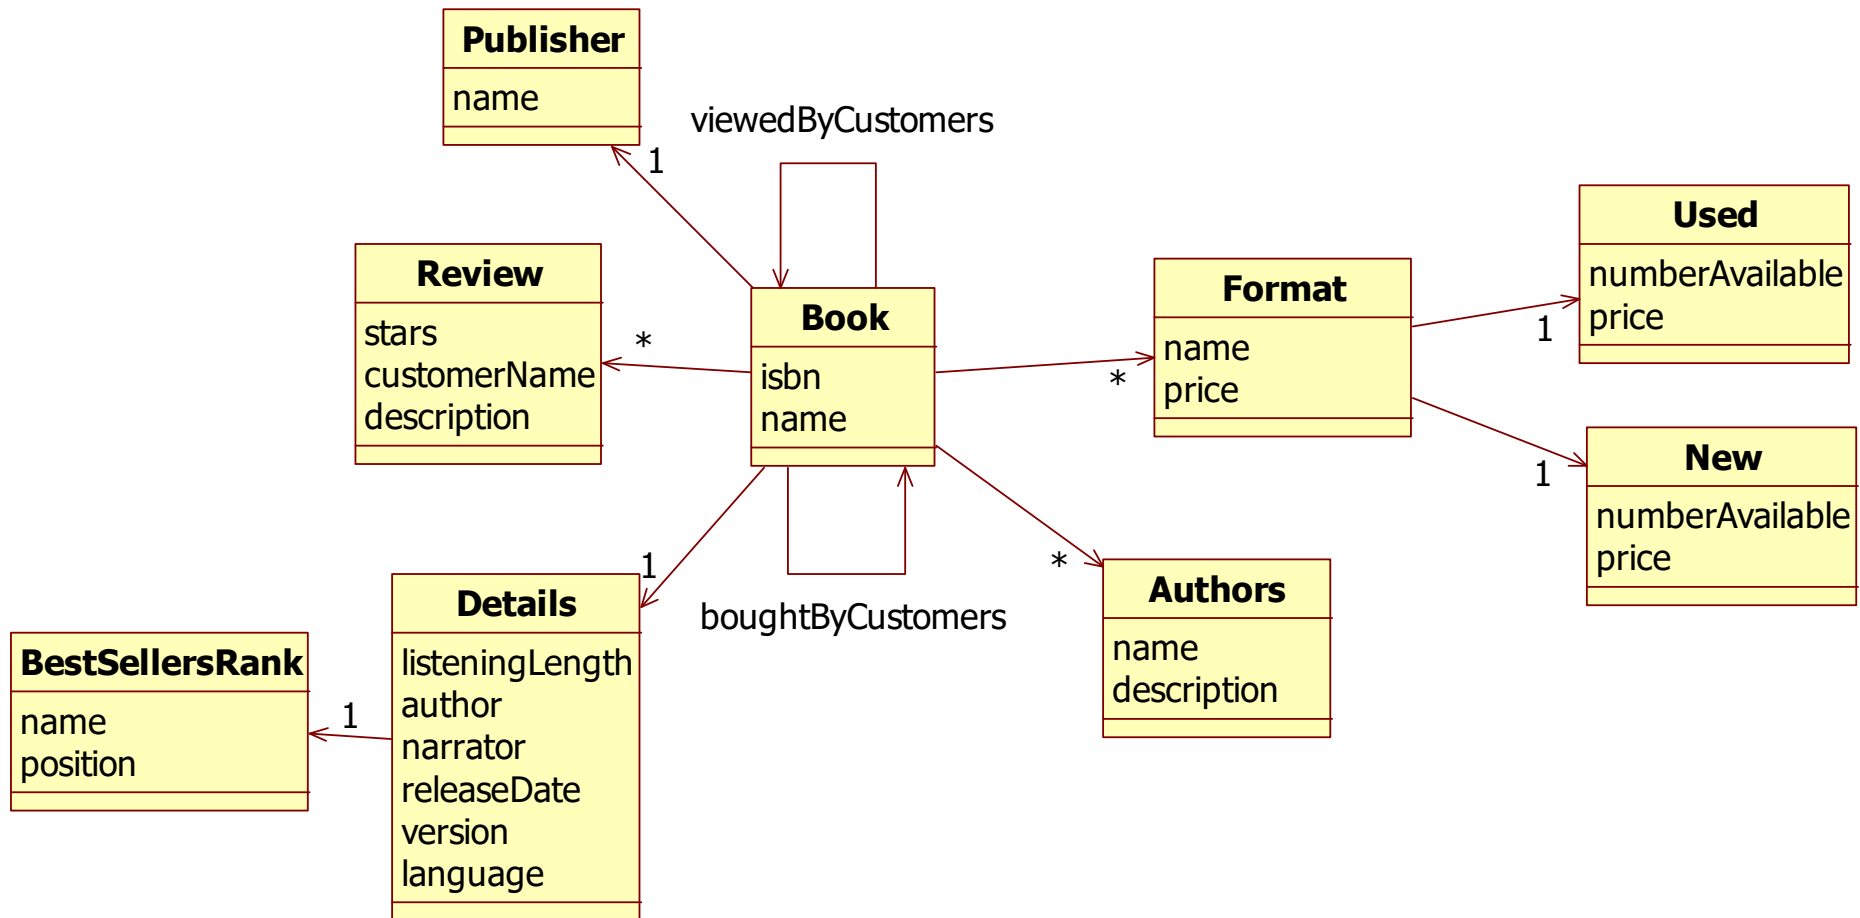 Publisher
name
viewedByCustomers
1
Used
numberAvailable
price
1
Review
stars
customerName
description
*
Book
isbn
name
Format
name
price
*
New
numberAvailable
price
1
boughtByCustomers
Authors
name
description
*
1
Details
listeningLength
author
narrator
releaseDate
version
language
BestSellersRank
name
position
1